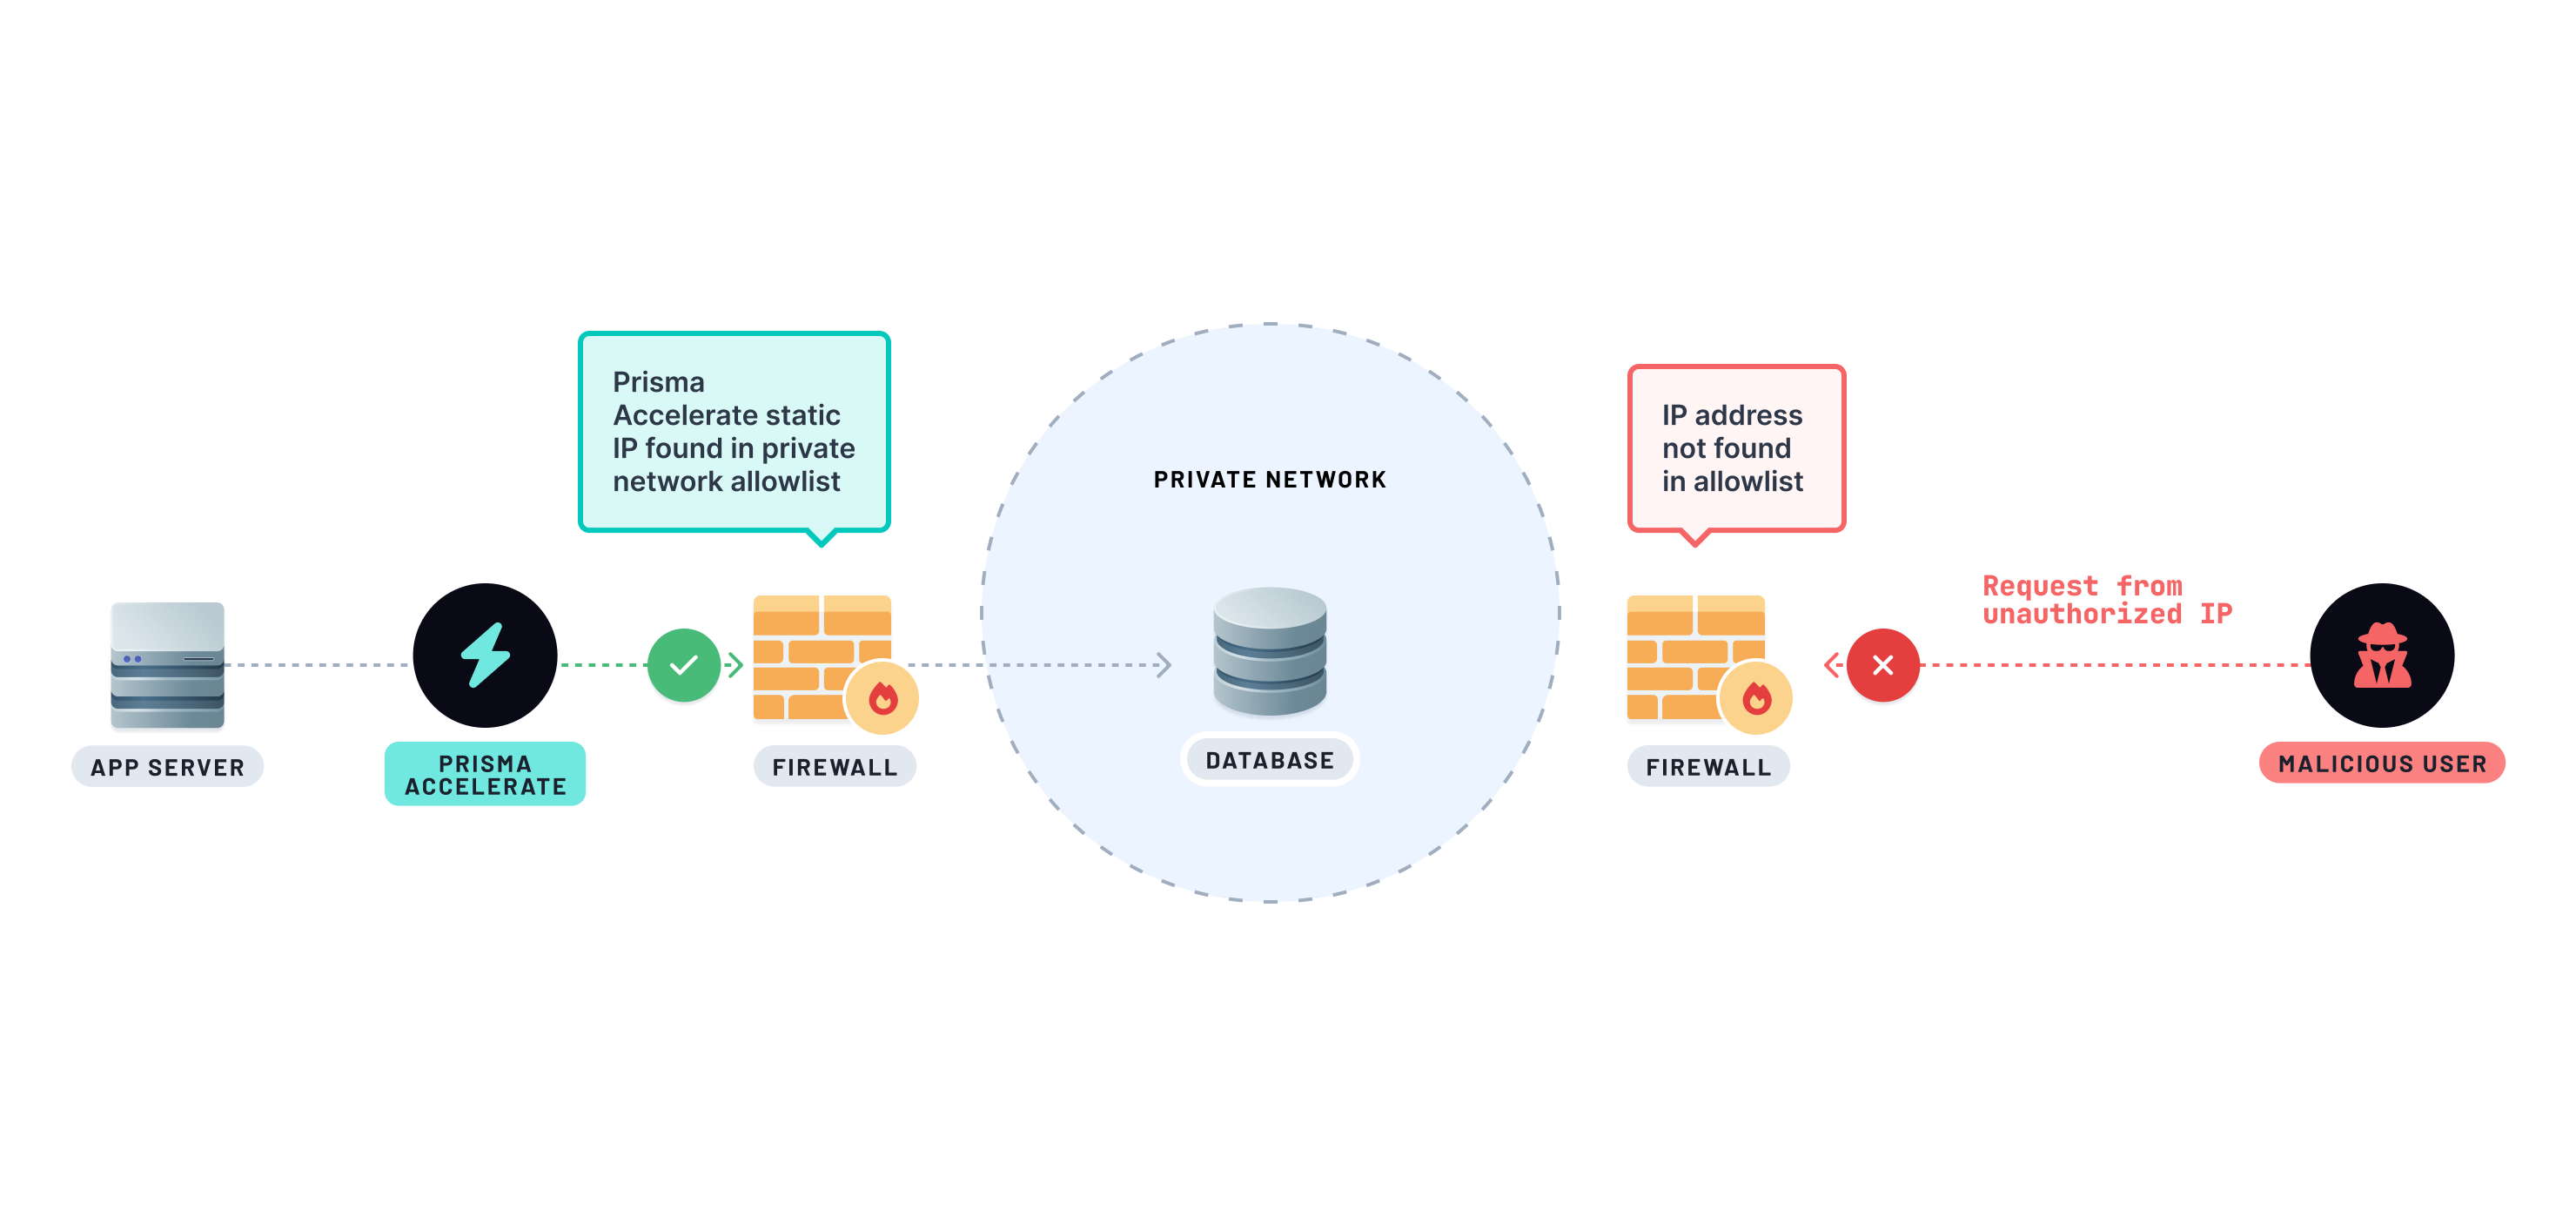 Prisma
Accelerate static
IP found in private
network allowlist
PRIVATE NETWORK
IP address
not found
in allowlist
Request from
unauthorized IP
APP SERVER
PRISMA
ACCELERATE
FIREWALL
DATABASE
FIREWALL
MALICIOUS USER